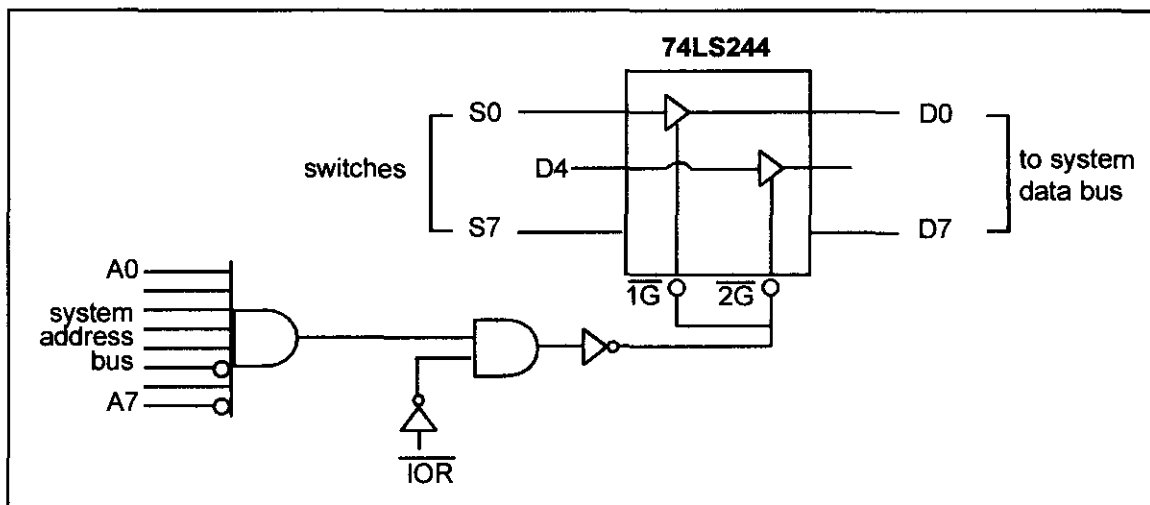 74LS244
S0
D0
switches
D4
to system
data bus
S7
D7
A0
1G
2G
system
address
bus
A7
IOR